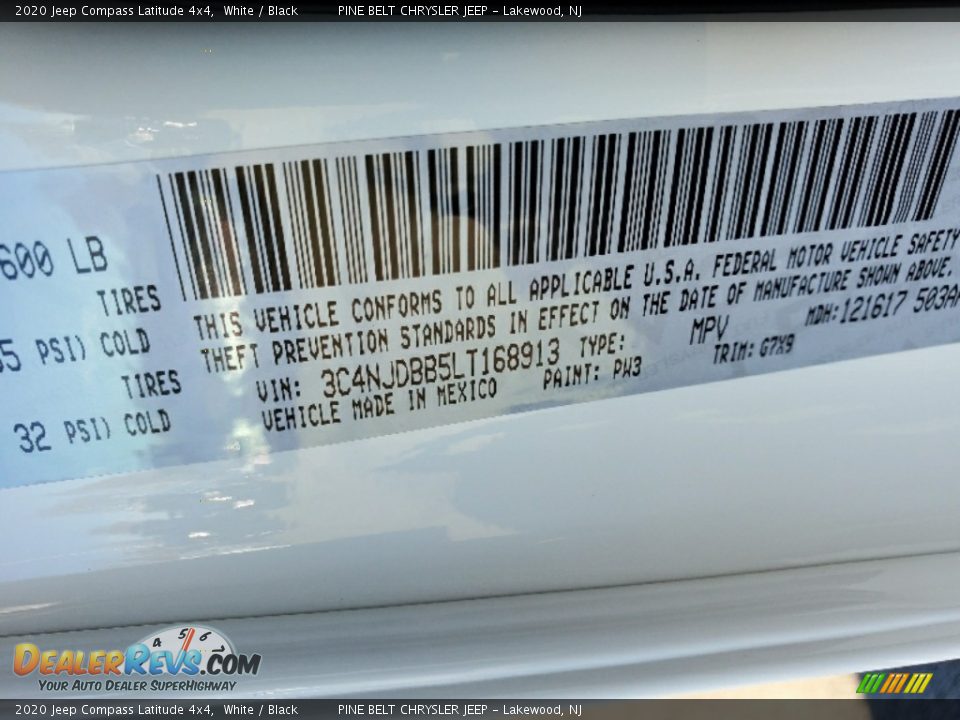 2020 Jeep Compass Latitude 4x4, White / Black PINE BELT CHRYSLER JEEP - Lakewood, NJ
600 LB
TIRES
PSI) COLD
TIRES
32 PSI) COLD
THIS VEHICLE CONFORMS TO ALL APPLICABLE U.S.A. FEDERAL MOTOR VEHICLE SAFETY
THEFT PREVENTION STANDARDS IN EFFECT ON THE DATE OF MANUFACTURE SHOWN ABOVE.
VIN: 3C4NJDBB5LT168913 TYPE: MPV MDH:121617
VEHICLE MADE IN MEXICO PAINT: PW3 TRIM: G7X9
4 5 6
DEALERREVS.COM
YOUR AUTO DEALER SUPERHIGHWAY
2020 Jeep Compass Latitude 4x4, White / Black PINE BELT CHRYSLER JEEP - Lakewood, NJ